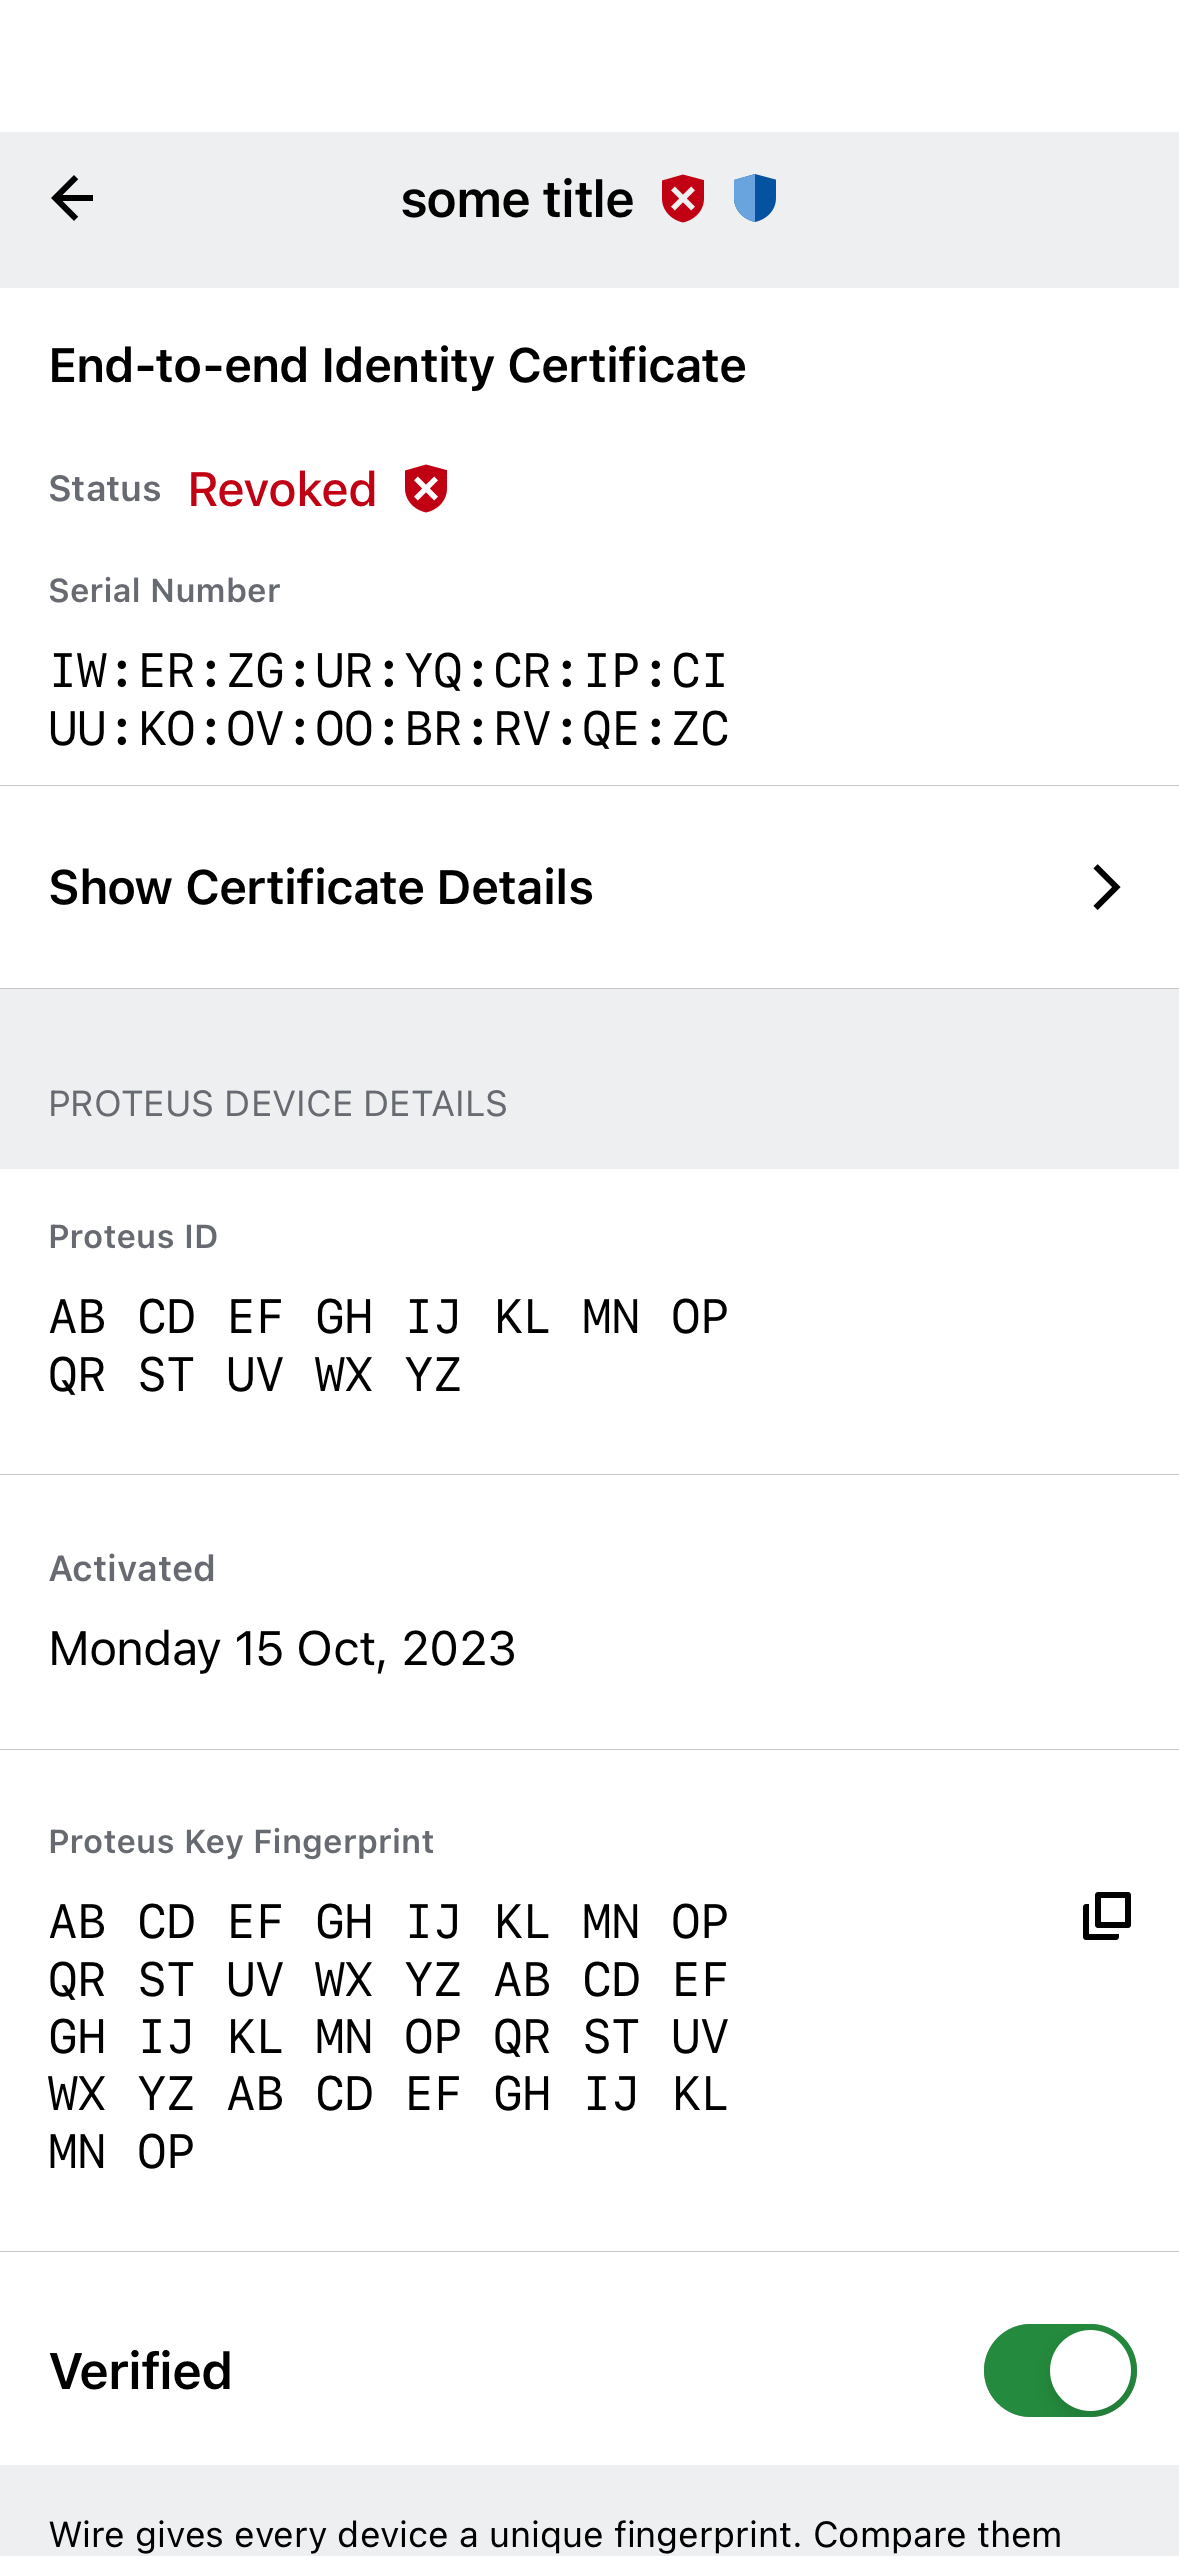 some title
End-to-end Identity Certificate
Status Revoked
Serial Number
IW:ER:ZG:UR:YQ:CR:IP:CI
UU:KO:OV:OO:BR:RV:QE:ZC
Show Certificate Details
PROTEUS DEVICE DETAILS
Proteus ID
AB CD EF GH IJ KL MN OP
QR ST UV WX YZ
Activated
Monday 15 Oct, 2023
Proteus Key Fingerprint
AB CD EF GH IJ KL MN OP
QR ST UV WX YZ AB CD EF
GH IJ KL MN OP QR ST UV
WX YZ AB CD EF GH IJ KL
MN OP
Verified
Wire gives every device a unique fingerprint. Compare them